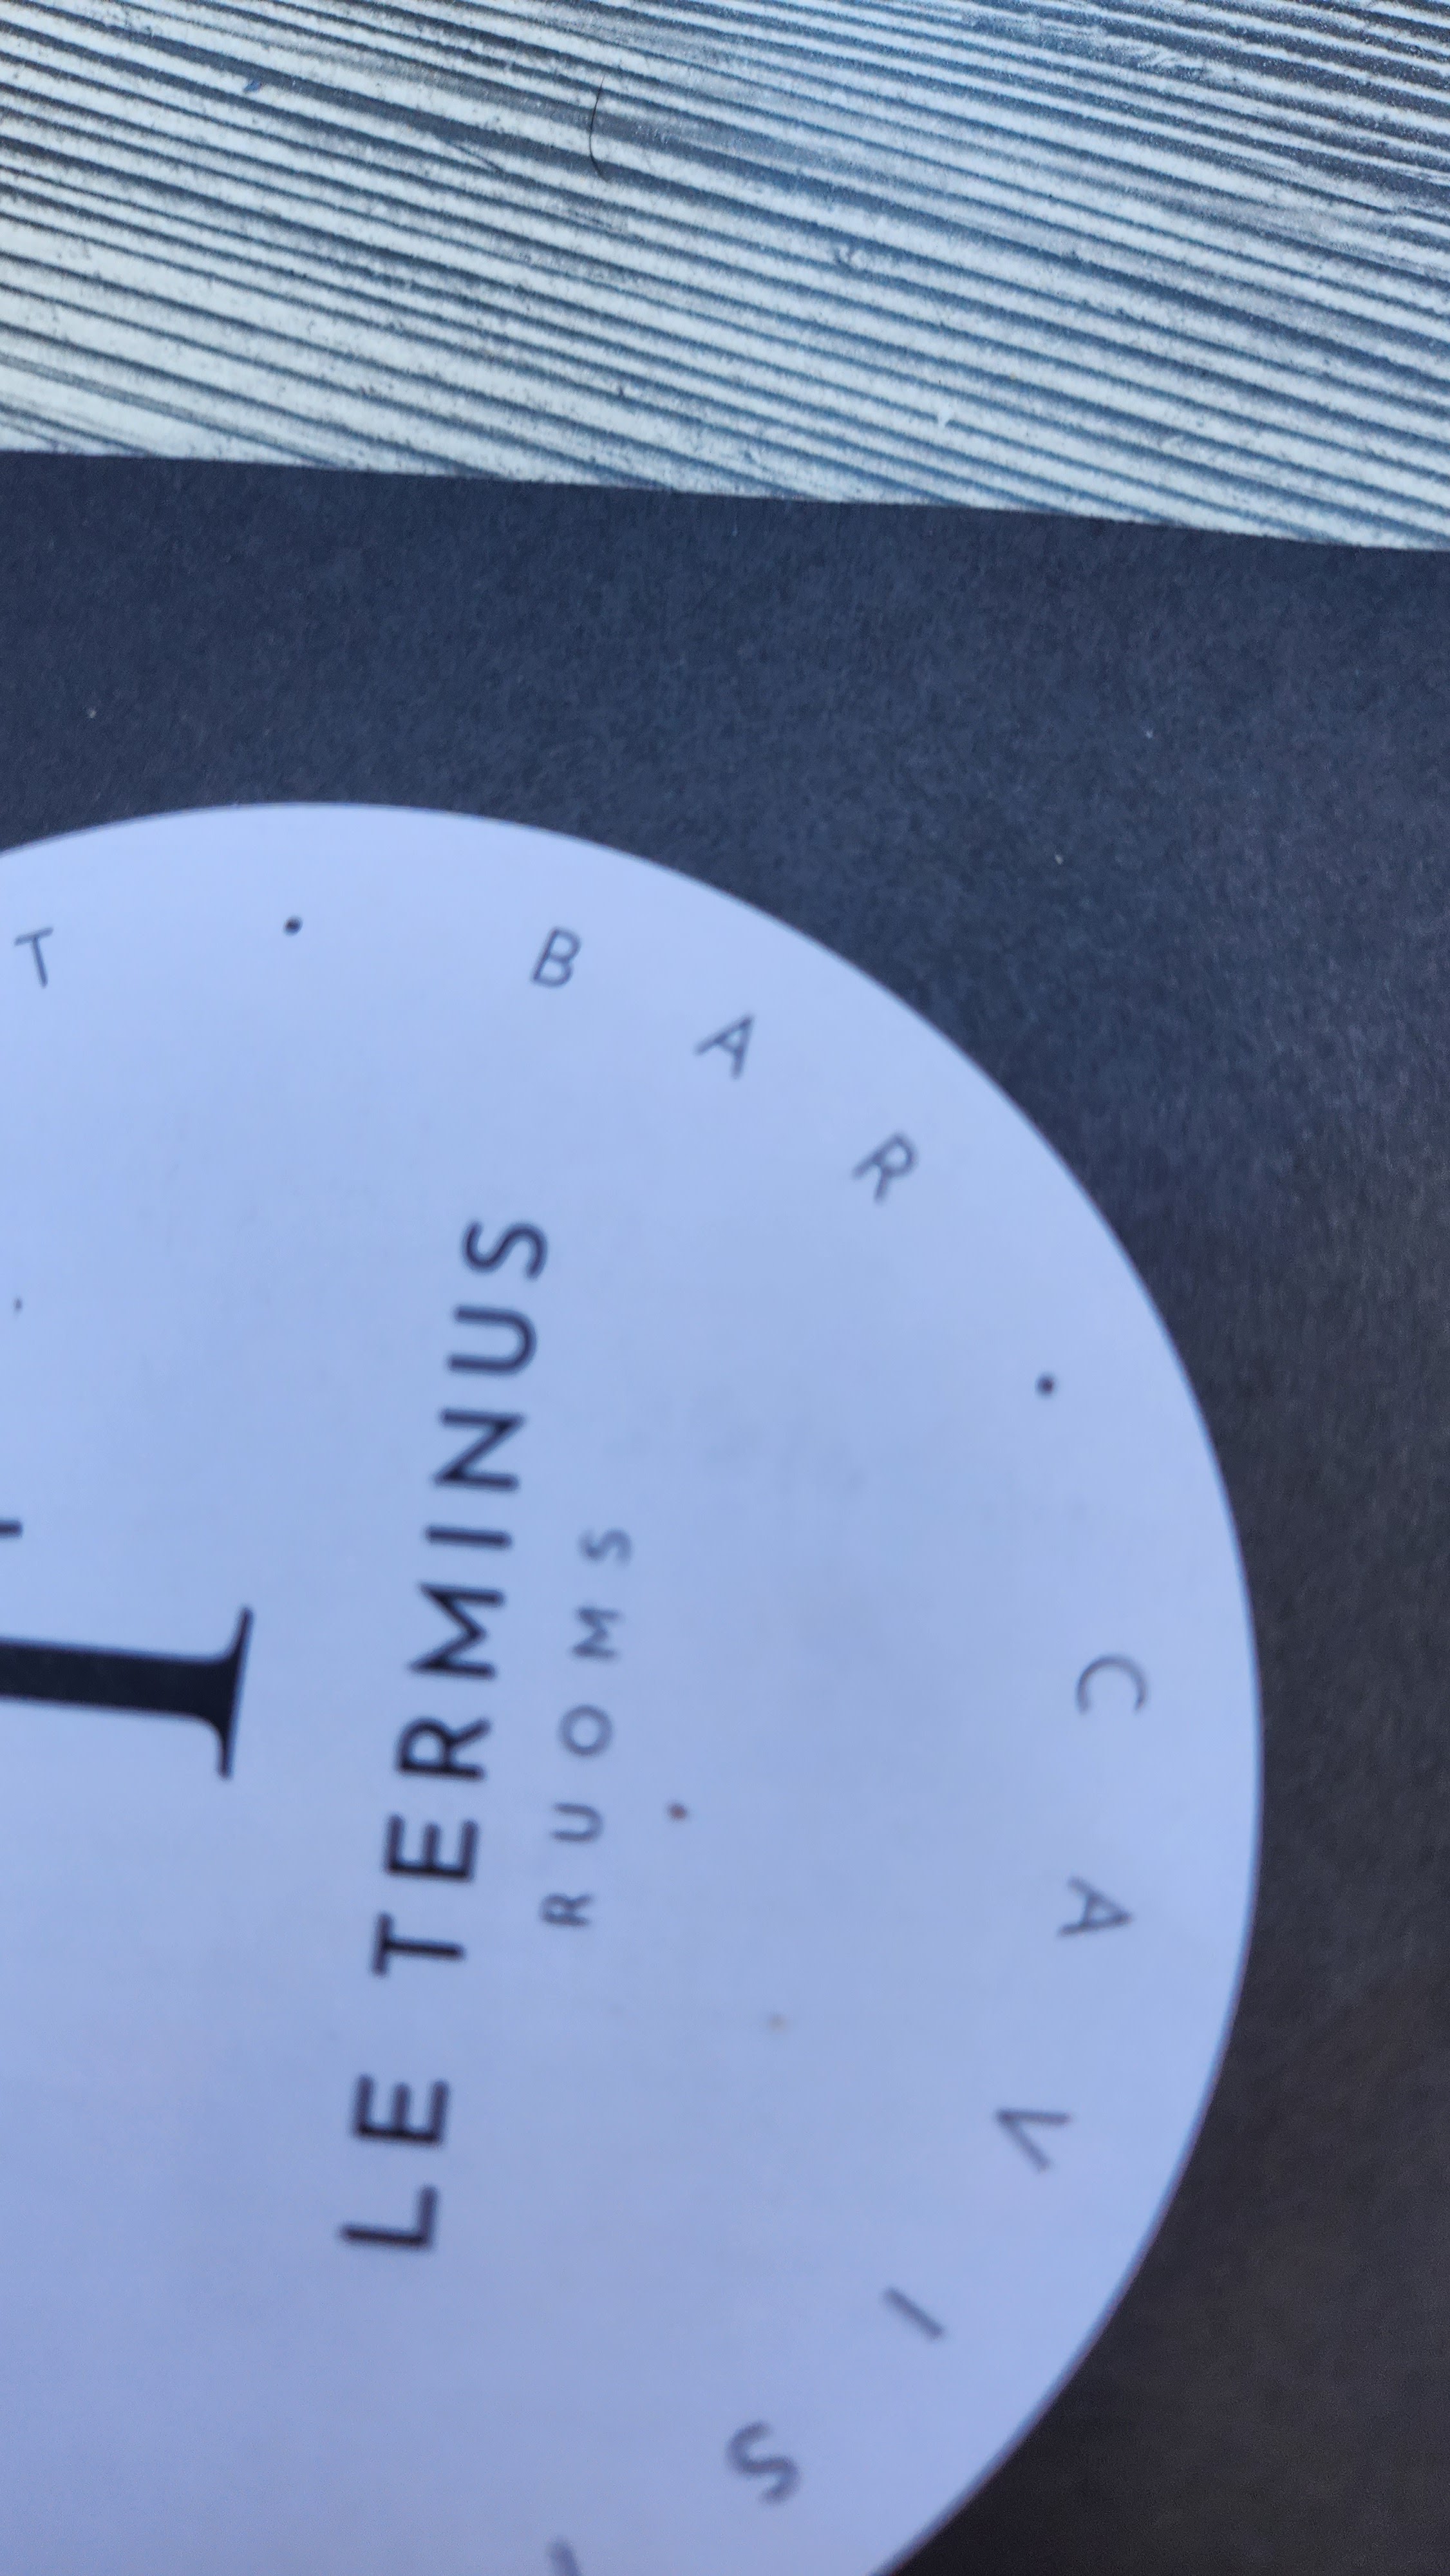 LE TERMINUS
RUOMS
T · BAR · CAVIS